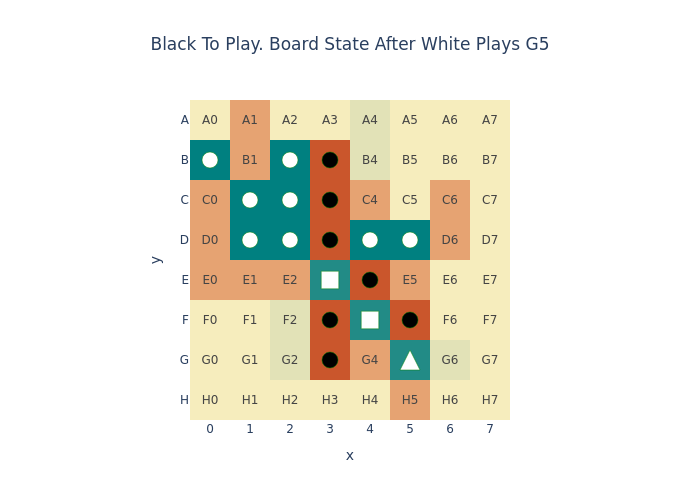 Black To Play. Board State After White Plays G5
A A0 A1 A2 A3 A4 A5 A6 A7
B B1 B4 B5 B6 B7
C C0 C4 C5 C6 C7
D D0 D6 D7
E E0 E1 E2 E5 E6 E7
F F0 F1 F2 F6 F7
G G0 G1 G2 G4 G6 G7
H H0 H1 H2 H3 H4 H5 H6 H7
0 1 2 3 4 5 6 7
x
y